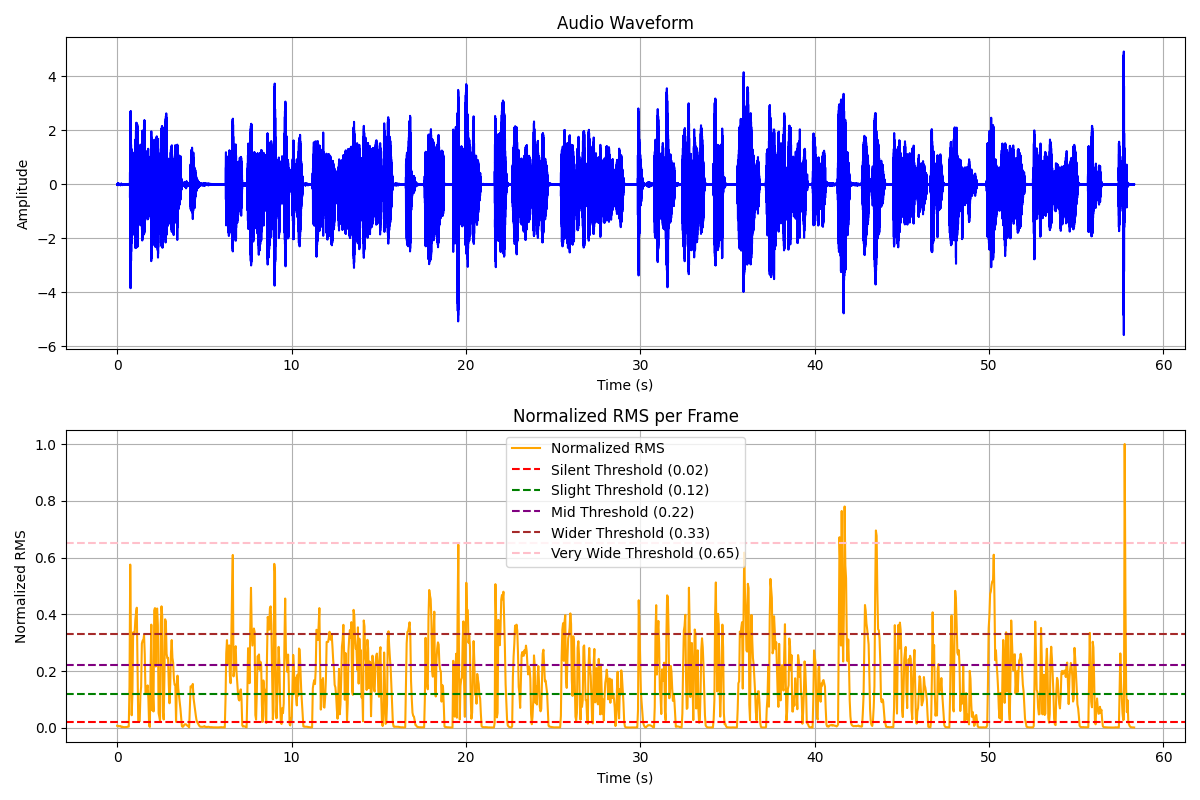 Audio Waveform
Amplitude
4
2
0
−2
−4
−6
0 10 20 30 40 50 60
Time (s)
Normalized RMS per Frame
Normalized RMS
1.0
0.8
0.6
0.4
0.2
0.0
Normalized RMS
Silent Threshold (0.02)
Slight Threshold (0.12)
Mid Threshold (0.22)
Wider Threshold (0.33)
Very Wide Threshold (0.65)
0 10 20 30 40 50 60
Time (s)